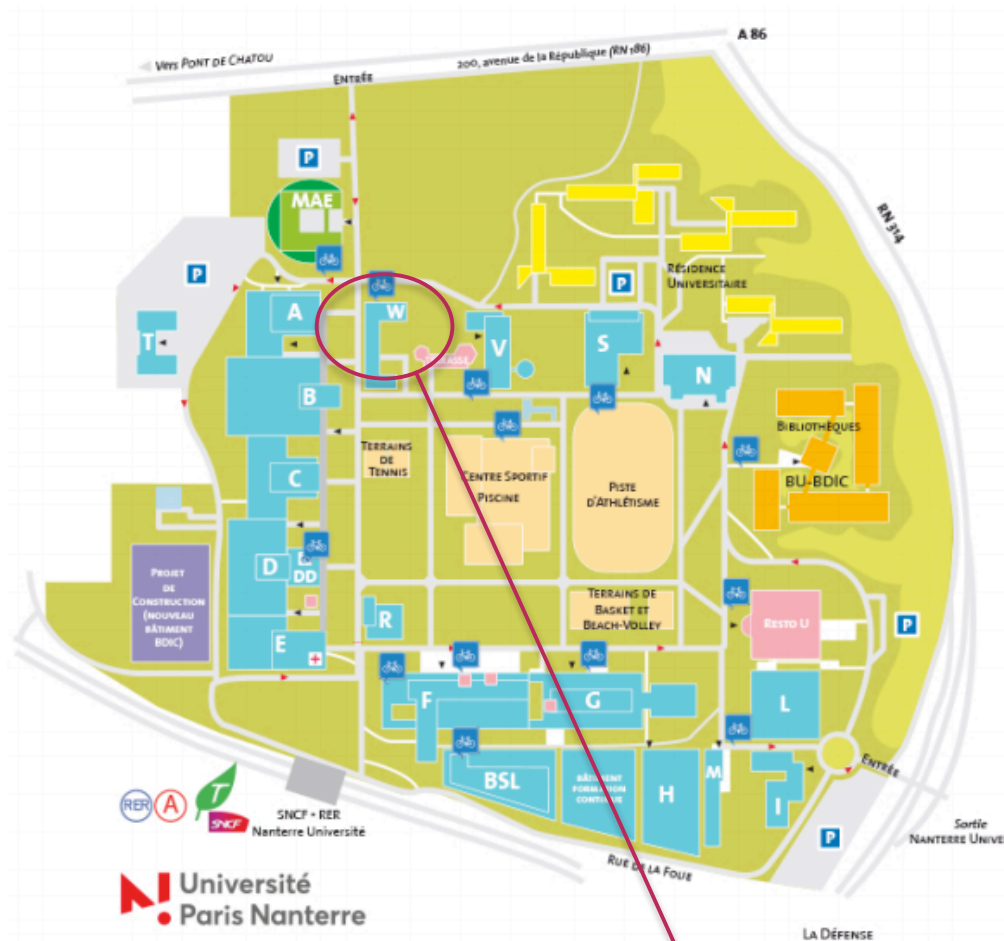 A 86
Vers PONT DE CHATOU
200, avenue de la République (RN 186)
ENTRÉE
P
MAE
RN 314
P
RÉSIDENCE
UNIVERSITAIRE
P
A
W
T
V
S
N
B
BIBLIOTHÈQUES
BU-BDIC
TERRAINS
DE
TENNIS
CENTRE SPORTIF
PISCINE
PISTE
D'ATHLÉTISME
C
D
DD
PROJET
DE
CONSTRUCTION
(NOUVEAU
BÂTIMENT
BDIC)
TERRAINS DE
BASKET ET
BEACH-VOLLEY
R
RESTO U
P
E
F
G
L
ENTRÉE
BSL
BÂTIMENT
FORMATION
CONTINUE
H
M
I
RER A
T
SNCF
SNCF + RER
Nanterre Université
P
Sortie
NANTERRE UNIVE
RUE DE LA FOLIE
Université
Paris Nanterre
LA DÉFENSE